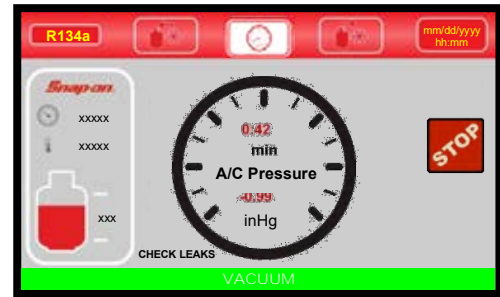 R134a
mm/dd/yyyy
hh:mm
Snap-on
xxxxx
xxxxx
xxx
0:42
min
A/C Pressure
-0.99
inHg
STOP
CHECK LEAKS
VACUUM